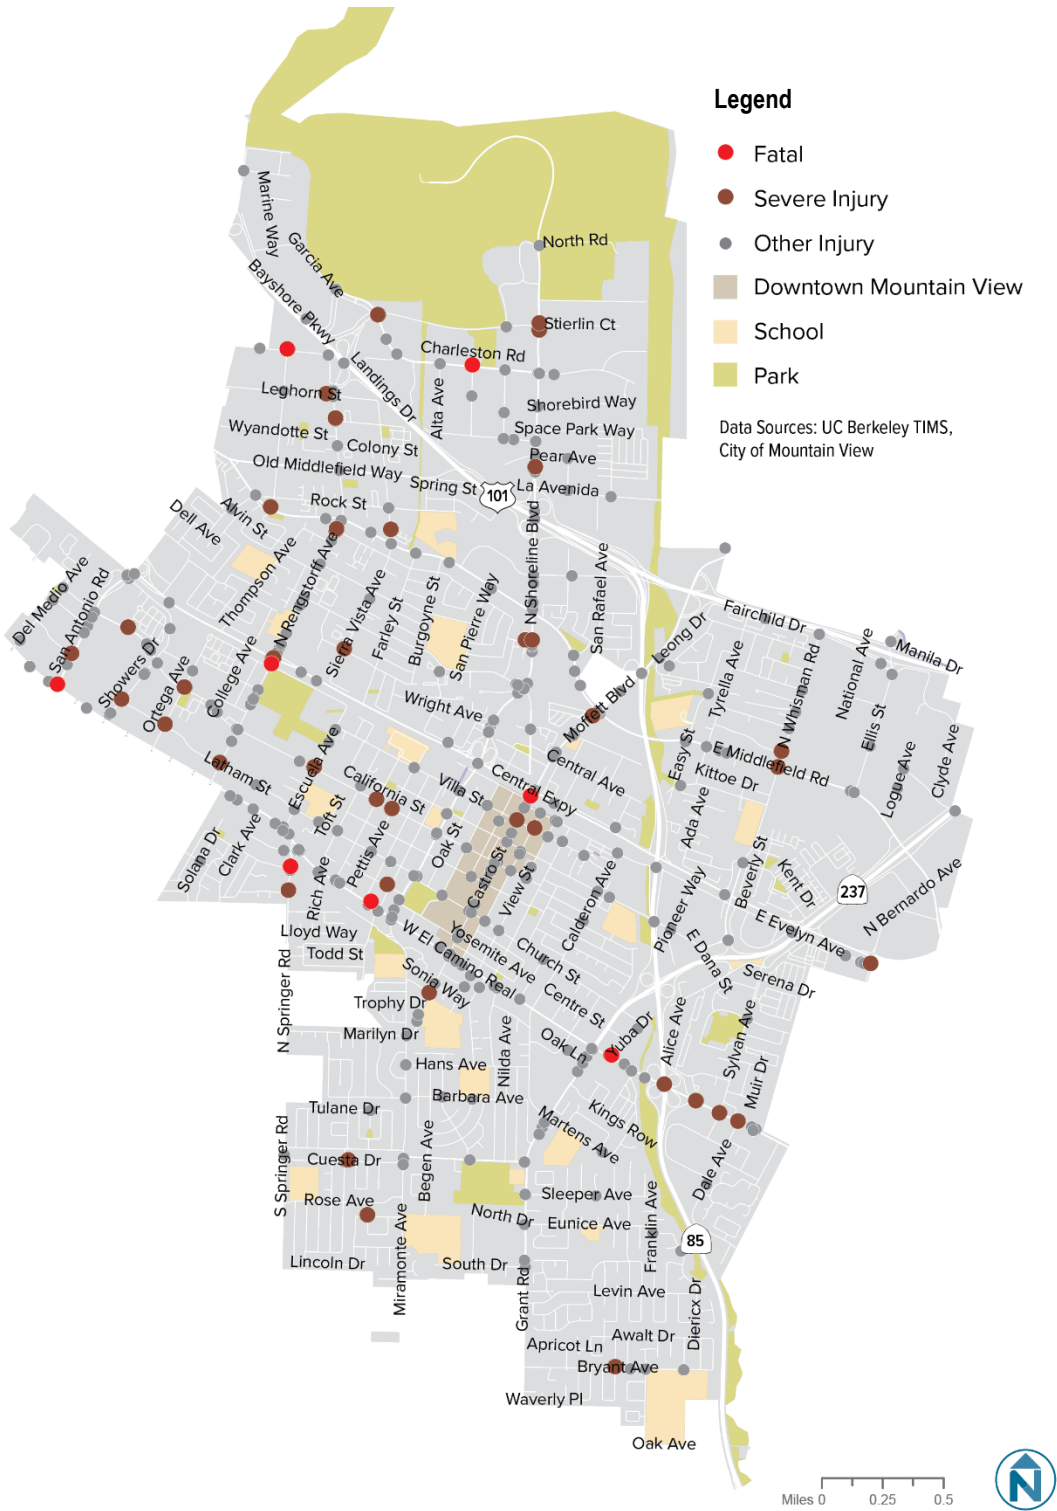 Legend
Fatal
Severe Injury
Other Injury
Downtown Mountain View
School
Park
Data Sources: UC Berkeley TIMS,
City of Mountain View
Marine Way
Garcia Ave
North Rd
Bayshore Pkwy
Stierlin Ct
Charleston Rd
Landings Dr
Alta Ave
Leghorn St
Shorebird Way
Wyandotte St
Space Park Way
Colony St
Pear Ave
Old Middlefield Way
Spring St
101
La Avenida
Rock St
Alvin St
Dell Ave
N Shoreline Blvd
Thompson Ave
N Rengstorff Ave
San Rafael Ave
Del Medio Ave
San Antonio Rd
Sierra Vista Ave
Farley St
Burgoyne St
San Pierre Way
Leong Dr
Fairchild Dr
Manila Dr
Showers Dr
Ortega Ave
College Ave
Wright Ave
Moffett Blvd
Tyrella Ave
N Whisman Rd
National Ave
Ellis St
Logue Ave
Clyde Ave
Easy St
E Middlefield Rd
Kittoe Dr
Latham St
Escuela Ave
California St
Villa St
Central Expy
Central Ave
Toft St
Solana Dr
Clark Ave
Rich Ave
Pettis Ave
Oak St
Castro St
View St
Calderon Ave
Ada Ave
Beverly St
Kent Dr
237
N Bernardo Ave
Pioneer Way
E Evelyn Ave
E Dana St
Serena Dr
Lloyd Way
Todd St
W El Camino Real
Yosemite Ave
Church St
Centre St
Sonia Way
Trophy Dr
Marilyn Dr
N Springer Rd
Hans Ave
Nilda Ave
Oak Ln
Yuba Dr
Alice Ave
Sylvan Ave
Muir Dr
Barbara Ave
Tulane Dr
Kings Row
Martens Ave
Dale Ave
S Springer Rd
Cuesta Dr
Begen Ave
Rose Ave
Sleeper Ave
North Dr
Eunice Ave
Franklin Ave
85
Lincoln Dr
Miramonte Ave
South Dr
Grant Rd
Levin Ave
Diericx Dr
Awalt Dr
Apricot Ln
Bryant Ave
Waverly Pl
Oak Ave
N
Miles 0 0.25 0.5